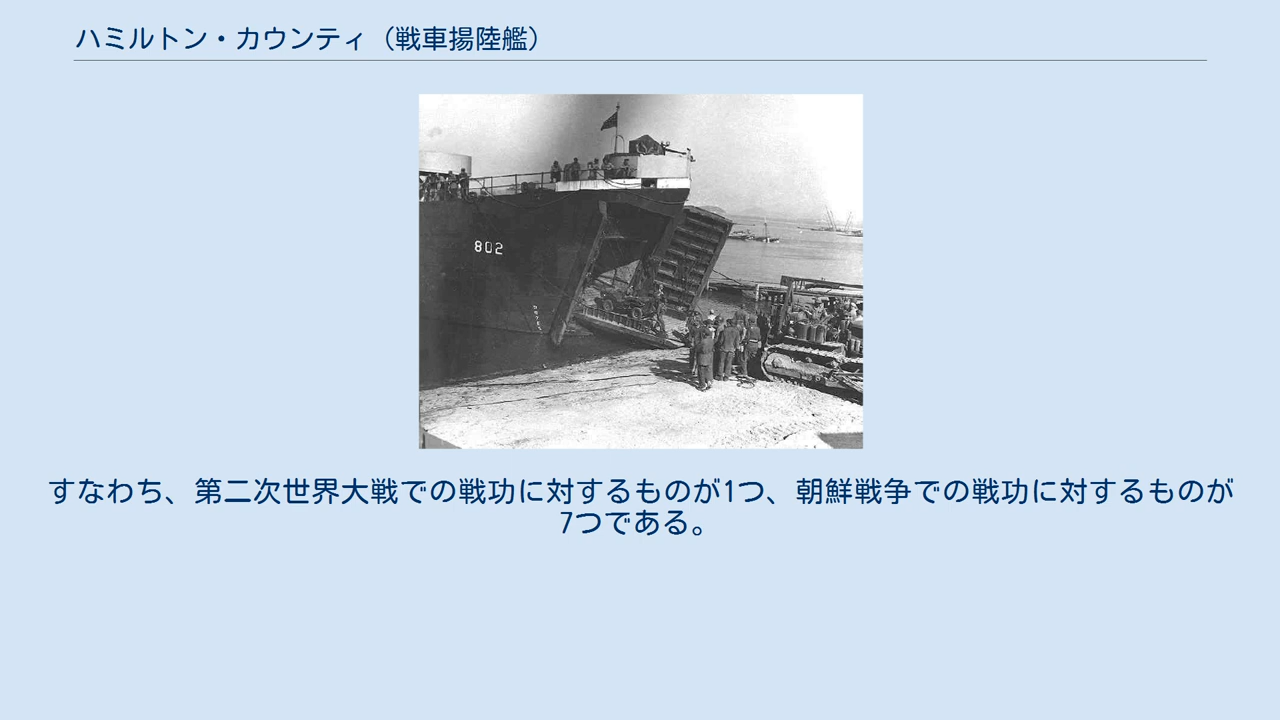 ハミルトン・カウンティ（戦車揚陸艦）
802
すなわち、第二次世界大戦での戦功に対するものが1つ、朝鮮戦争での戦功に対するものが
7つである。